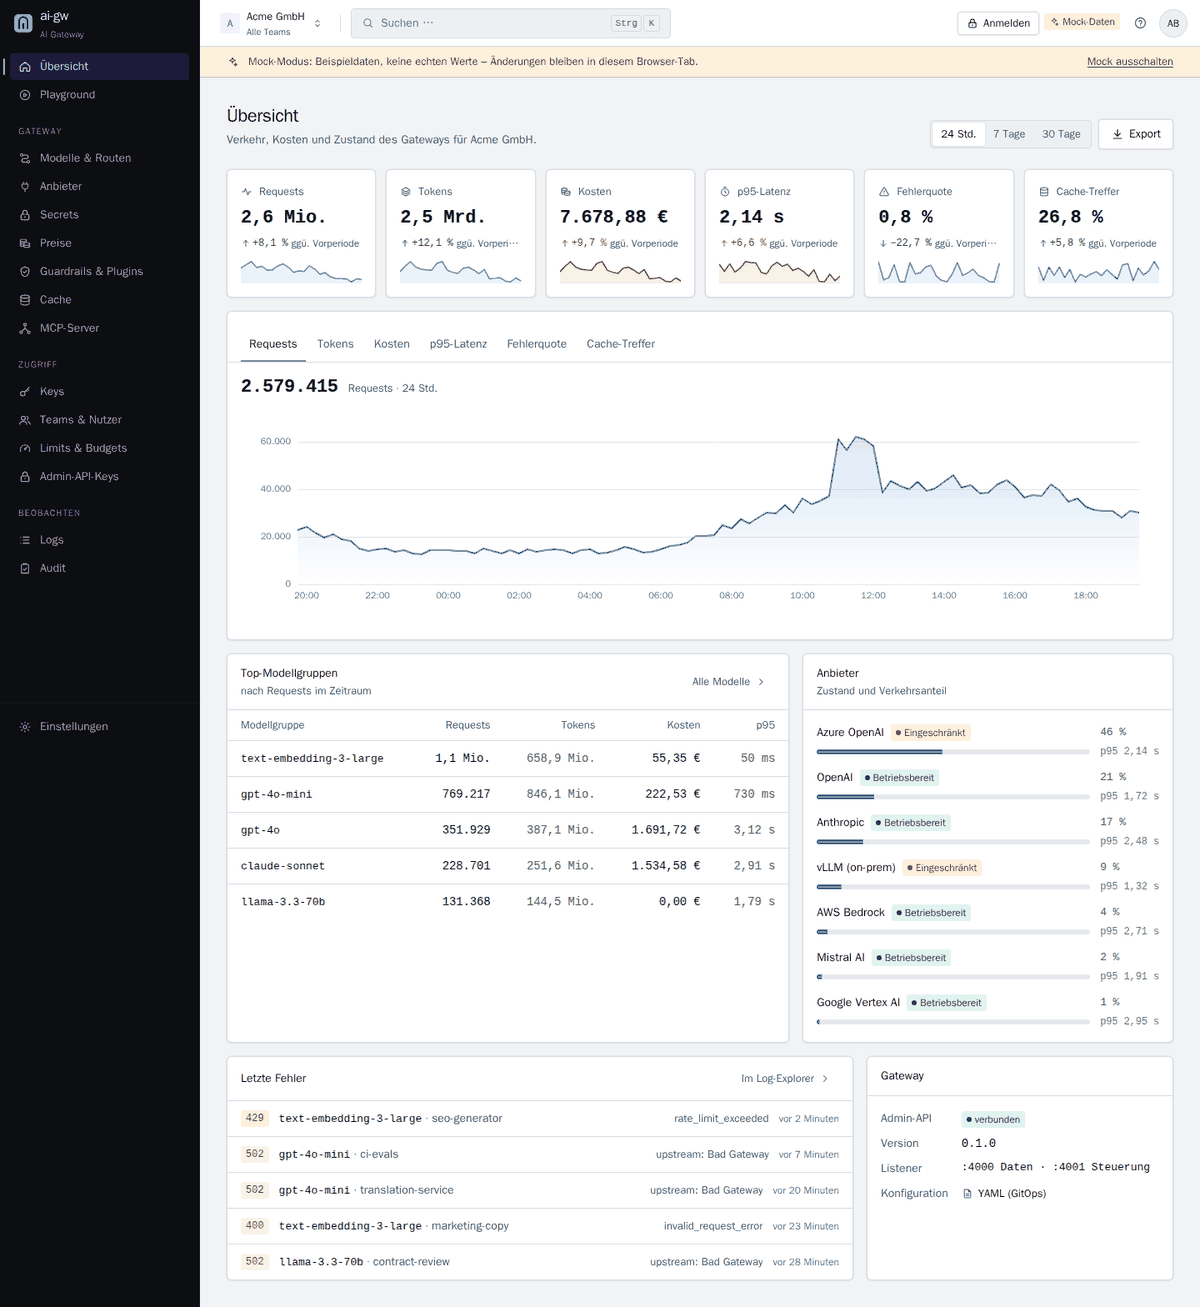 ai-gw
AI Gateway
Übersicht
Playground
GATEWAY
Modelle & Routen
Anbieter
Secrets
Preise
Guardrails & Plugins
Cache
MCP-Server
ZUGRIFF
Keys
Teams & Nutzer
Limits & Budgets
Admin-API-Keys
BEOBACHTEN
Logs
Audit
Einstellungen
A Acme GmbH
Alle Teams
Suchen ··· Strg K
Anmelden
Mock-Daten
AB
Mock-Modus: Beispieldaten, keine echten Werte – Änderungen bleiben in diesem Browser-Tab. Mock ausschalten
Übersicht
Verkehr, Kosten und Zustand des Gateways für Acme GmbH.
24 Std. 7 Tage 30 Tage Export
Requests
2,6 Mio.
↑ +8,1 % ggü. Vorperiode
Tokens
2,5 Mrd.
↑ +12,1 % ggü. Vorperi···
Kosten
7.678,88 €
↑ +9,7 % ggü. Vorperiode
p95-Latenz
2,14 s
↑ +6,6 % ggü. Vorperiode
Fehlerquote
0,8 %
↓ −22,7 % ggü. Vorperi···
Cache-Treffer
26,8 %
↑ +5,8 % ggü. Vorperiode
Requests Tokens Kosten p95-Latenz Fehlerquote Cache-Treffer
2.579.415 Requests · 24 Std.
60.000
40.000
20.000
0
20:00 22:00 00:00 02:00 04:00 06:00 08:00 10:00 12:00 14:00 16:00 18:00
Top-Modellgruppen
nach Requests im Zeitraum
Alle Modelle
Modellgruppe Requests Tokens Kosten p95
text-embedding-3-large 1,1 Mio. 658,9 Mio. 55,35 € 50 ms
gpt-4o-mini 769.217 846,1 Mio. 222,53 € 730 ms
gpt-4o 351.929 387,1 Mio. 1.691,72 € 3,12 s
claude-sonnet 228.701 251,6 Mio. 1.534,58 € 2,91 s
llama-3.3-70b 131.368 144,5 Mio. 0,00 € 1,79 s
Anbieter
Zustand und Verkehrsanteil
Azure OpenAI Eingeschränkt 46 %
p95 2,14 s
OpenAI Betriebsbereit 21 %
p95 1,72 s
Anthropic Betriebsbereit 17 %
p95 2,48 s
vLLM (on-prem) Eingeschränkt 9 %
p95 1,32 s
AWS Bedrock Betriebsbereit 4 %
p95 2,71 s
Mistral AI Betriebsbereit 2 %
p95 1,91 s
Google Vertex AI Betriebsbereit 1 %
p95 2,95 s
Letzte Fehler
Im Log-Explorer
429 text-embedding-3-large · seo-generator rate_limit_exceeded vor 2 Minuten
502 gpt-4o-mini · ci-evals upstream: Bad Gateway vor 7 Minuten
502 gpt-4o-mini · translation-service upstream: Bad Gateway vor 20 Minuten
400 text-embedding-3-large · marketing-copy invalid_request_error vor 23 Minuten
502 llama-3.3-70b · contract-review upstream: Bad Gateway vor 28 Minuten
Gateway
Admin-API verbunden
Version 0.1.0
Listener :4000 Daten · :4001 Steuerung
Konfiguration YAML (GitOps)